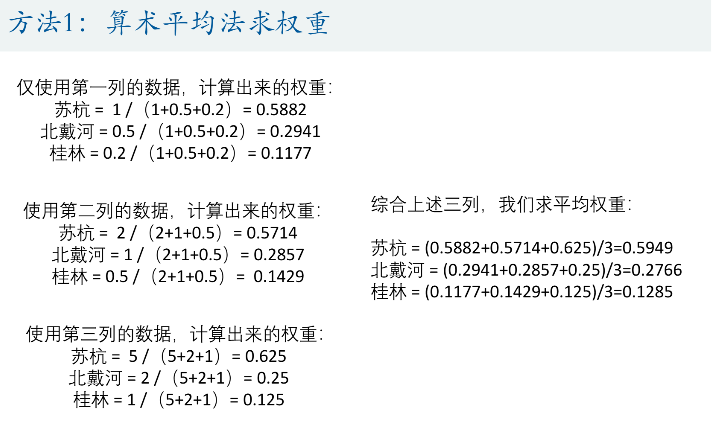 方法1：算术平均法求权重
仅使用第一列的数据，计算出来的权重：
苏杭 = 1 /（1+0.5+0.2）= 0.5882
北戴河 = 0.5 /（1+0.5+0.2）= 0.2941
桂林 = 0.2 /（1+0.5+0.2）= 0.1177
使用第二列的数据，计算出来的权重：
苏杭 = 2 /（2+1+0.5）= 0.5714
北戴河 = 1 /（2+1+0.5）= 0.2857
桂林 = 0.5 /（2+1+0.5）= 0.1429
使用第三列的数据，计算出来的权重：
苏杭 = 5 /（5+2+1）= 0.625
北戴河 = 2 /（5+2+1）= 0.25
桂林 = 1 /（5+2+1）= 0.125
综合上述三列，我们求平均权重：
苏杭 = (0.5882+0.5714+0.625)/3=0.5949
北戴河 = (0.2941+0.2857+0.25)/3=0.2766
桂林 = (0.1177+0.1429+0.125)/3=0.1285